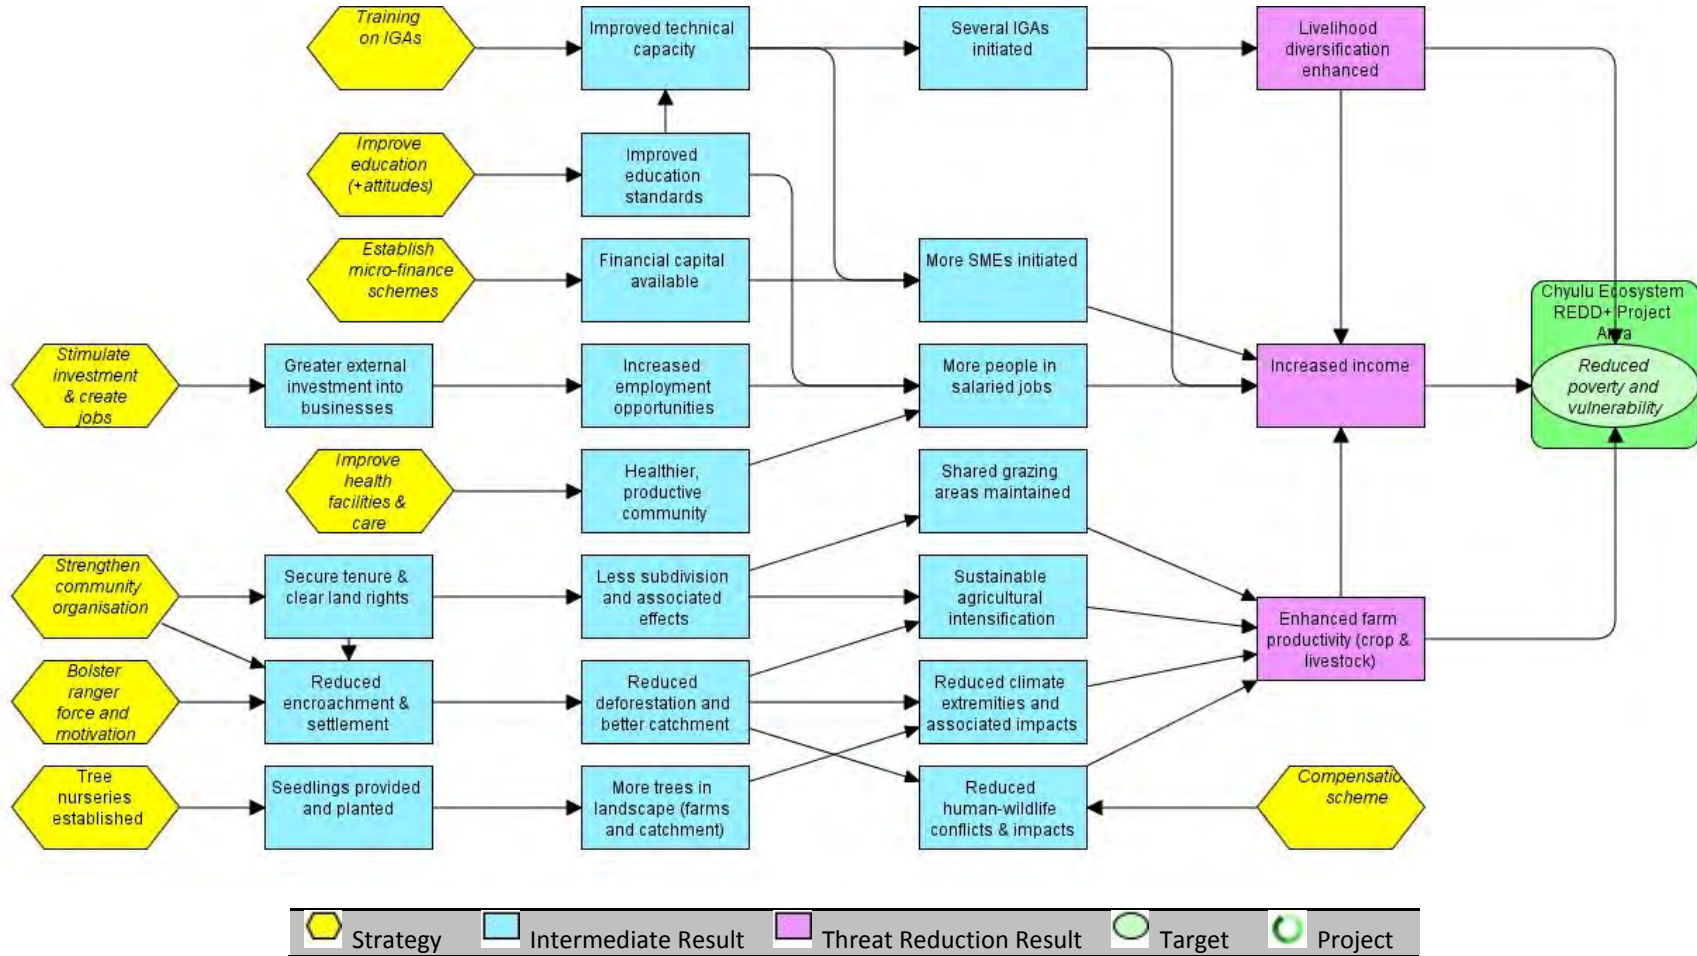 Training
on IGAs
Improved technical
capacity
Several IGAs
initiated
Livelihood
diversification
enhanced
Improve
education
(+attitudes)
Improved
education
standards
Establish
micro-finance
schemes
Financial capital
available
More SMEs initiated
Chyulu Ecosystem
REDD+ Project
Area
Reduced
poverty and
vulnerability
Stimulate
investment
& create
jobs
Greater external
investment into
businesses
Increased
employment
opportunities
More people in
salaried jobs
Increased income
Improve
health
facilities &
care
Healthier,
productive
community
Shared grazing
areas maintained
Strengthen
community
organisation
Secure tenure &
clear land rights
Less subdivision
and associated
effects
Sustainable
agricultural
intensification
Enhanced farm
productivity (crop &
livestock)
Bolster
ranger
force and
motivation
Reduced
encroachment &
settlement
Reduced
deforestation and
better catchment
Reduced climate
extremities and
associated impacts
Tree
nurseries
established
Seedlings provided
and planted
More trees in
landscape (farms
and catchment)
Reduced
human-wildlife
conflicts & impacts
Compensatio
scheme
Strategy Intermediate Result Threat Reduction Result Target Project